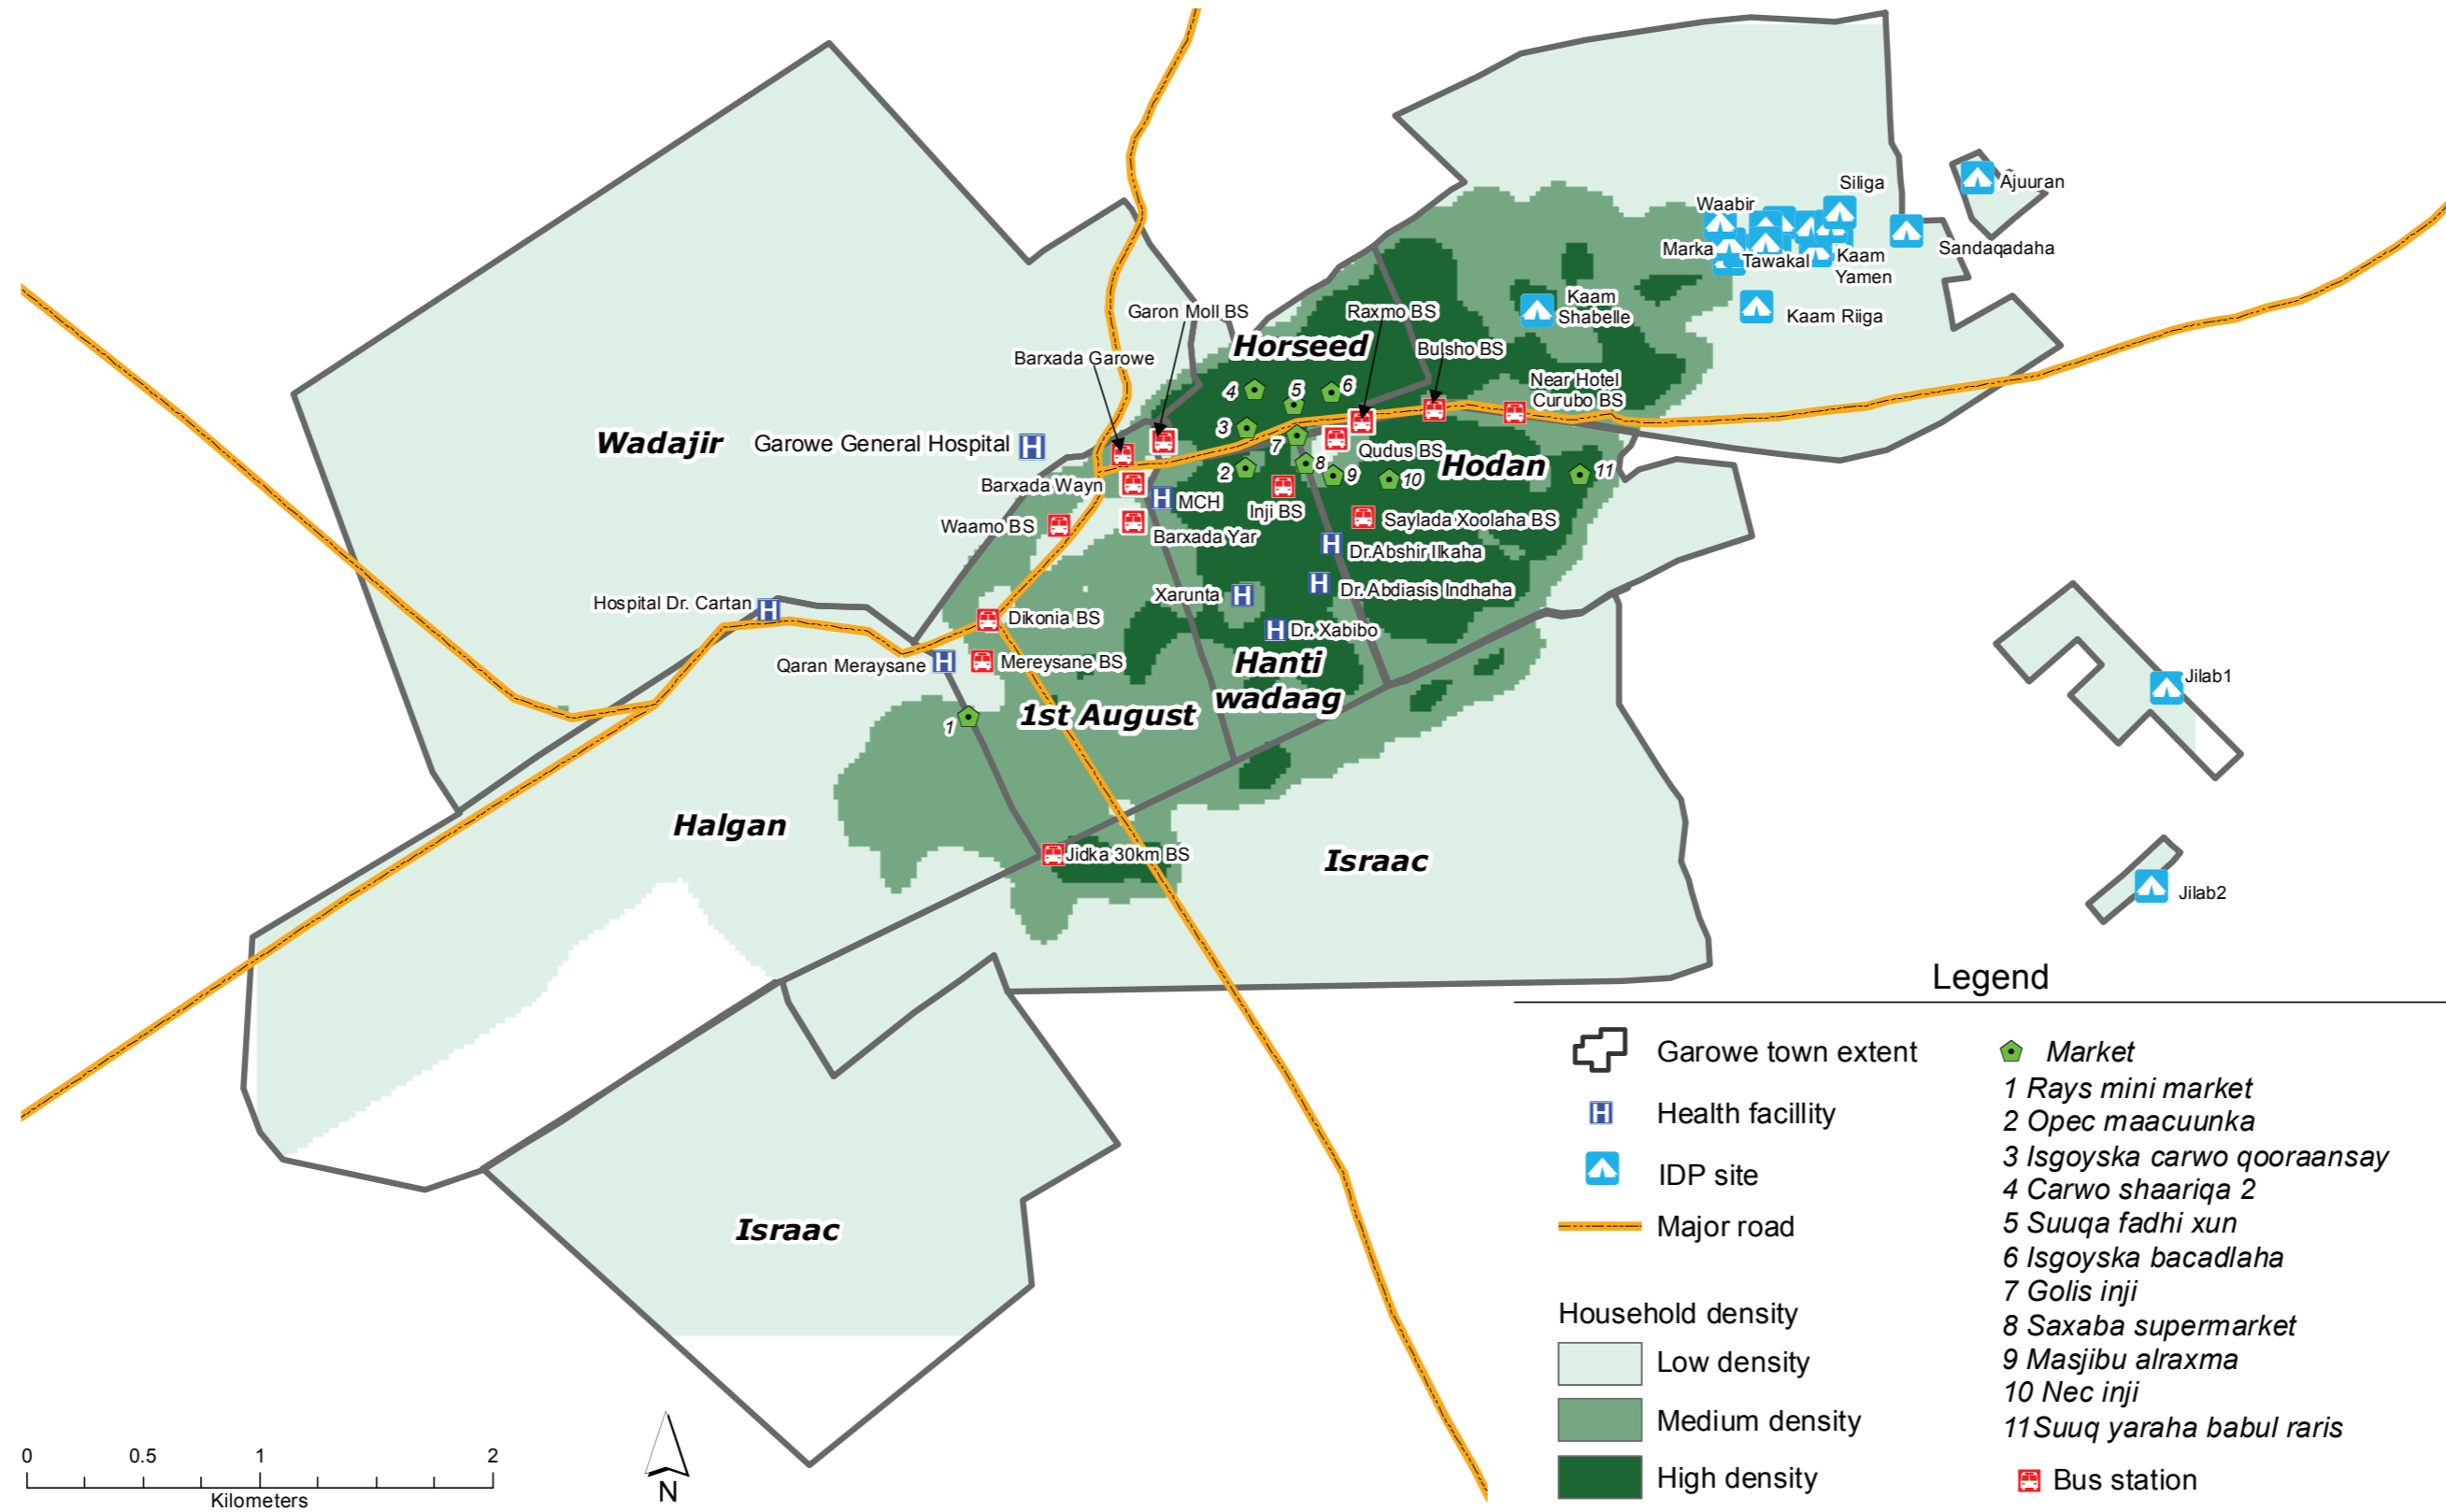 Siliga
Ajuuran
Waabir
Marka
Tawakal
Kaam
Yamen
Sandaqadaha
Kaam
Shabelle
Kaam Riiga
Garon Moll BS
Raxmo BS
Horseed
Bulsho BS
Barxada Garowe
Near Hotel
Curubo BS
4
5
6
3
7
Wadajir
Garowe General Hospital
Qudus BS
Hodan
2
8
9
10
11
Barxada Wayn
MCH
Inji BS
Waamo BS
Barxada Yar
Saylada Xoolaha BS
Dr.Abshir Ilkaha
Hospital Dr. Cartan
Xarunta
Dr. Abdiasis Indhaha
Dikonia BS
Dr. Xabibo
Qaran Meraysane
Mereysane BS
Hanti
wadaag
1
1st August
Jilab1
Halgan
Jidka 30km BS
Israac
Jilab2
Israac
Legend
Garowe town extent
Health facillity
IDP site
Major road
Household density
Low density
Medium density
High density
Market
1 Rays mini market
2 Opec maacuunka
3 Isgoyska carwo qooraansay
4 Carwo shaariqa 2
5 Suuqa fadhi xun
6 Isgoyska bacadlaha
7 Golis inji
8 Saxaba supermarket
9 Masjibu alraxma
10 Nec inji
11Suuq yaraha babul raris
Bus station
0 0.5 1 2
Kilometers
N